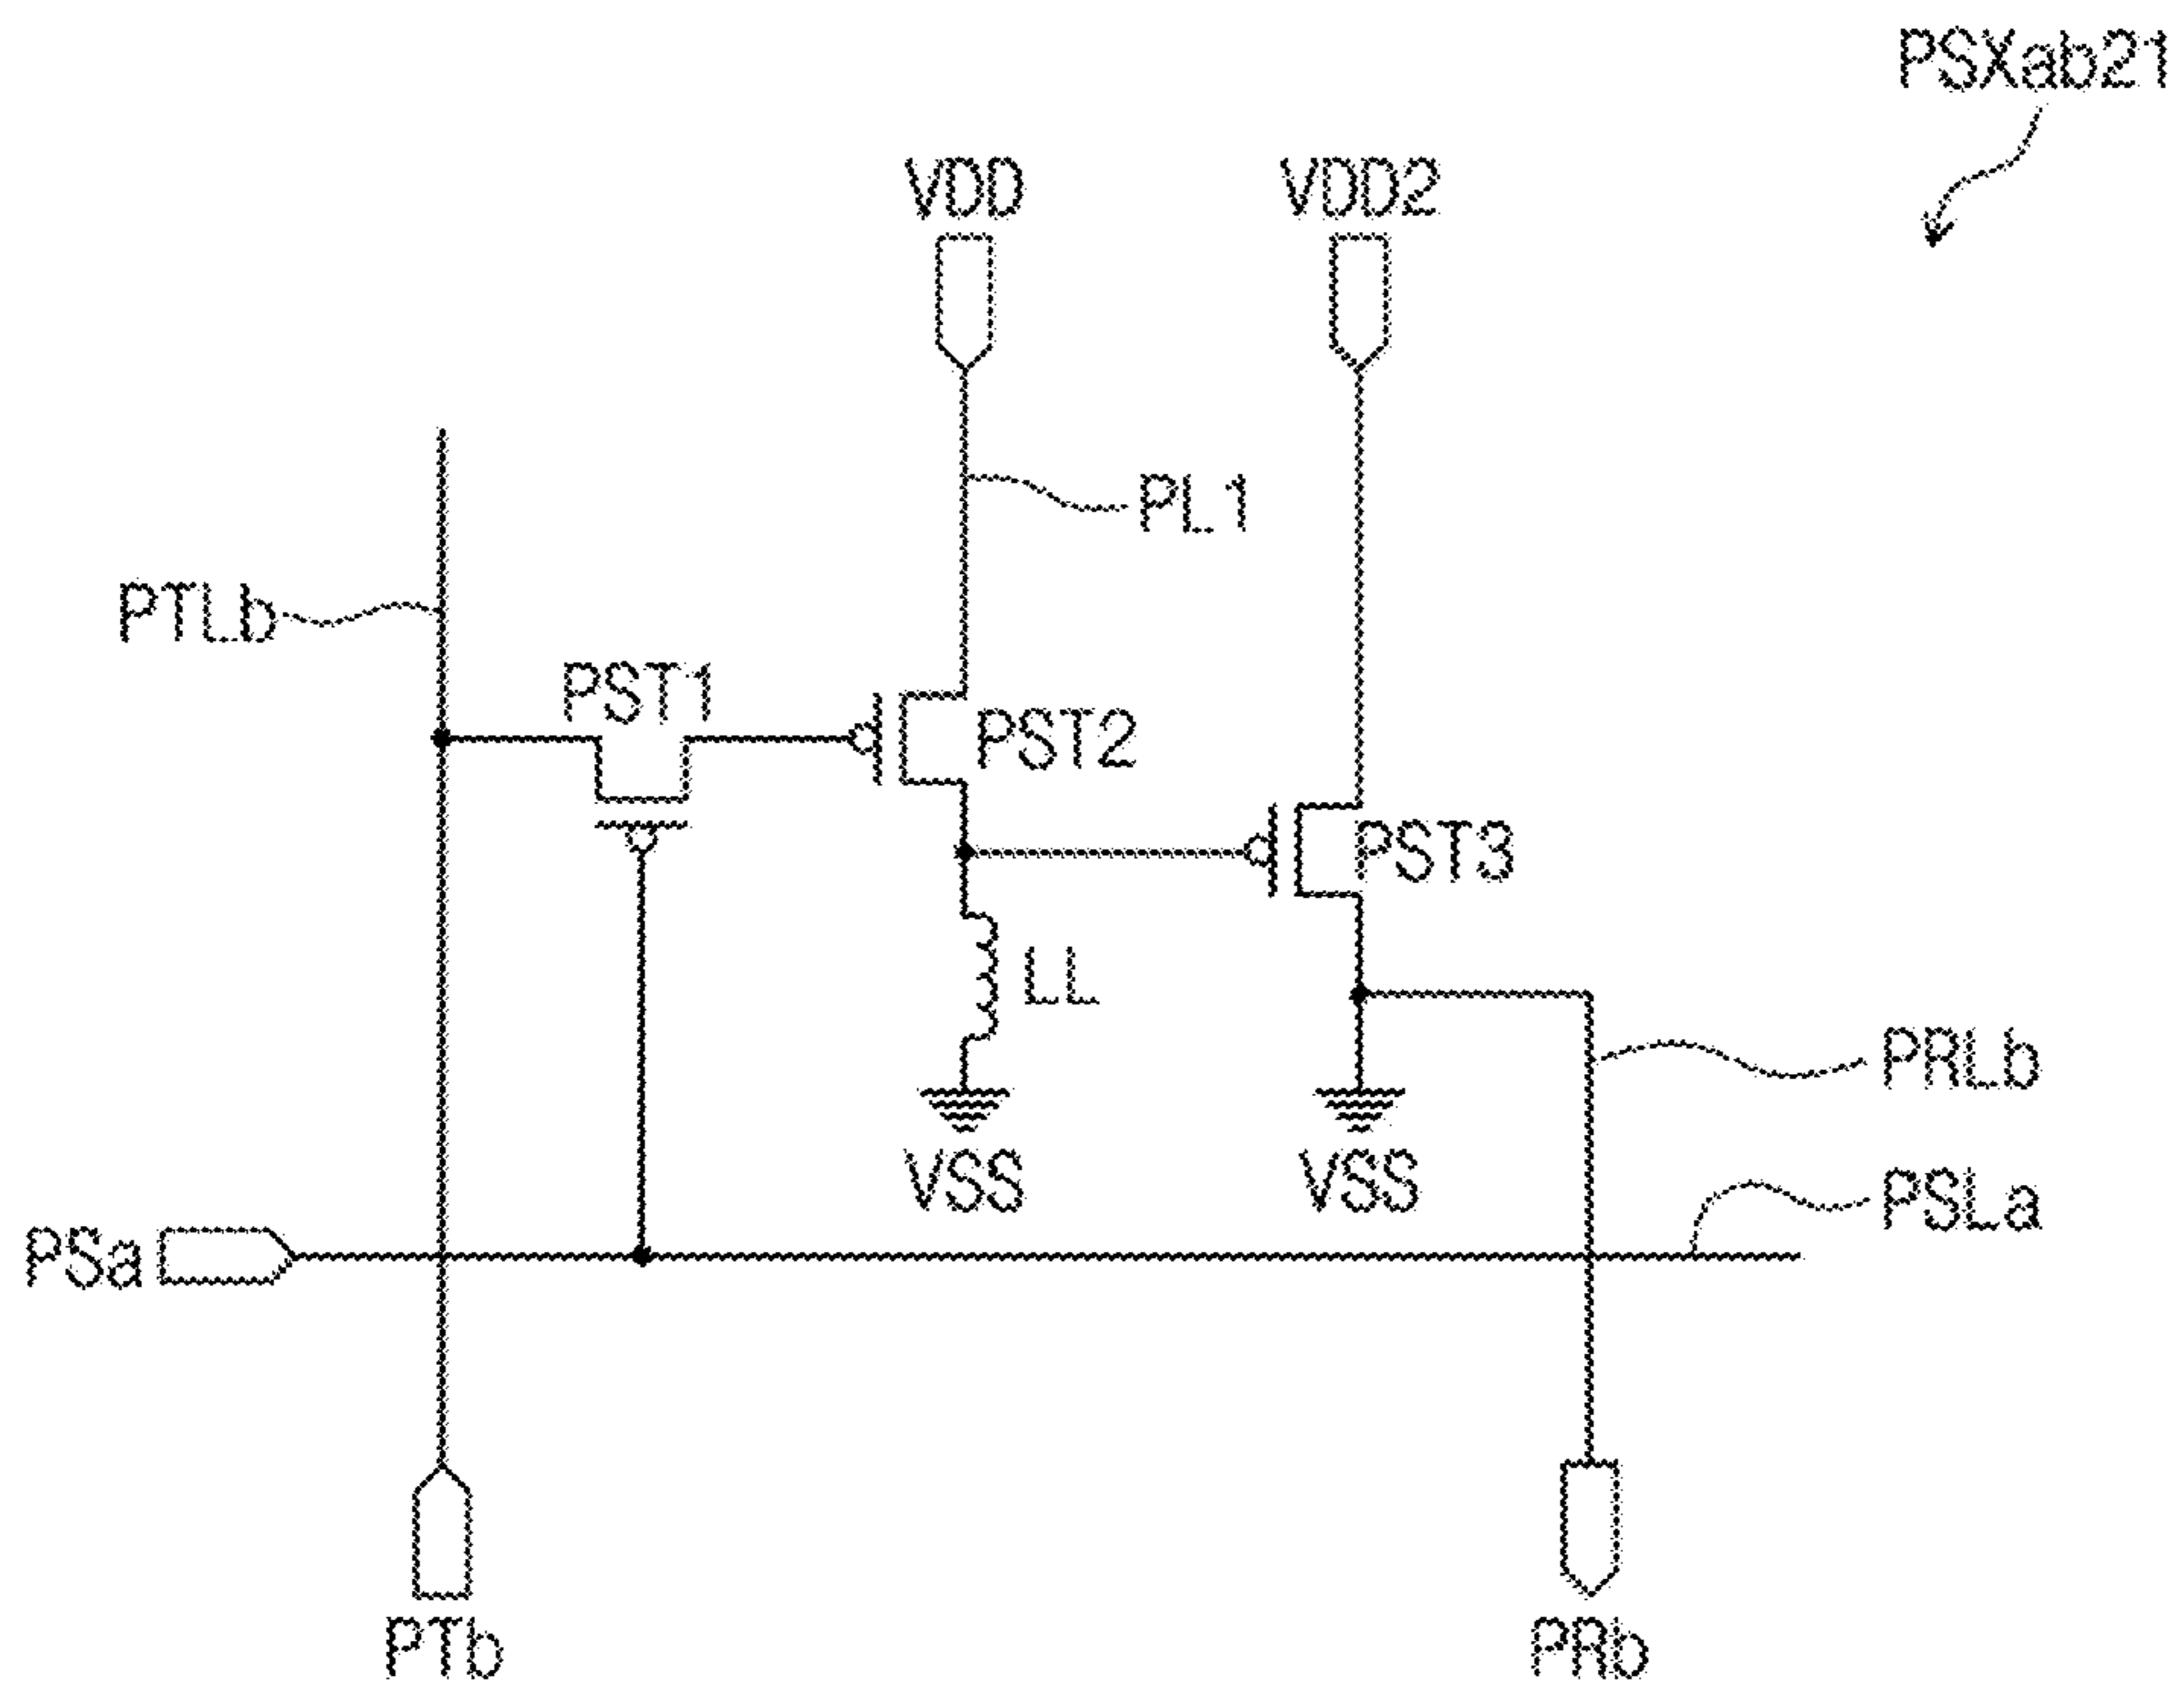 PSXab21
VDD
VDD2
PL1
PTLb
PST1
PST2
PST3
LL
PRLb
VSS
VSS
PSLa
PSa
PTb
PRb